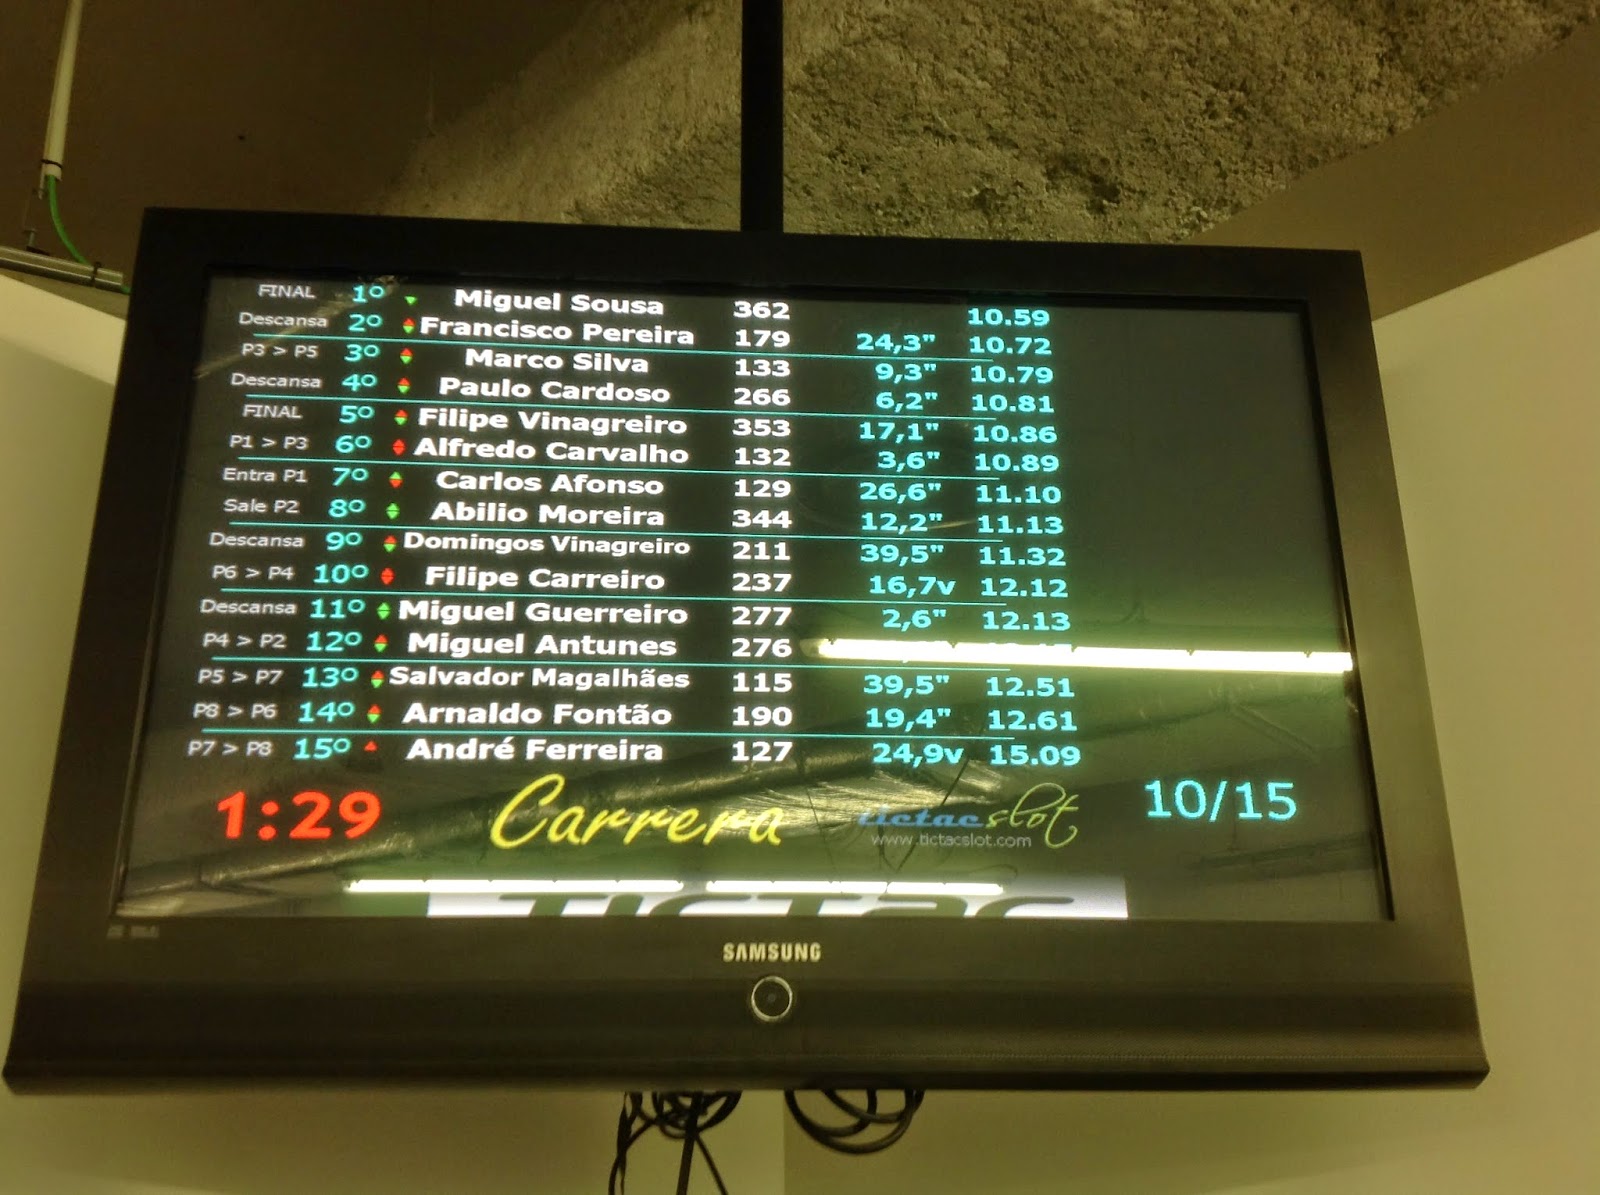 FINAL 1º Miguel Sousa 362 10.59
Descansa 2º Francisco Pereira 179 24,3" 10.72
P3 > P5 3º Marco Silva 133 9,3" 10.79
Descansa 4º Paulo Cardoso 266 6,2" 10.81
FINAL 5º Filipe Vinagreiro 353 17,1" 10.86
P1 > P3 6º Alfredo Carvalho 132 3,6" 10.89
Entra P1 7º Carlos Afonso 129 26,6" 11.10
Sale P2 8º Abilio Moreira 344 12,2" 11.13
Descansa 9º Domingos Vinagreiro 211 39,5" 11.32
P6 > P4 10º Filipe Carreiro 237 16,7v 12.12
Descansa 11º Miguel Guerreiro 277 2,6" 12.13
P4 > P2 12º Miguel Antunes 276
P5 > P7 13º Salvador Magalhães 115 39,5" 12.51
P8 > P6 14º Arnaldo Fontão 190 19,4" 12.61
P7 > P8 15º André Ferreira 127 24,9v 15.09
1:29 Carrera tictacslot 10/15
www.tictacslot.com
TICTAC
SAMSUNG